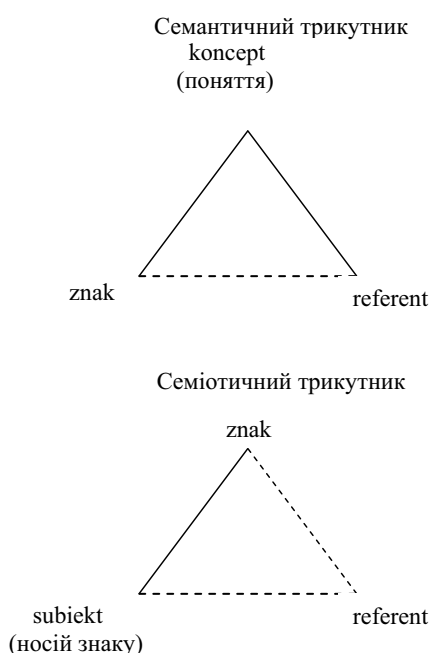 Семантичний трикутник
koncept
(поняття)
znak
referent
Семіотичний трикутник
znak
subiekt
(носій знаку)
referent